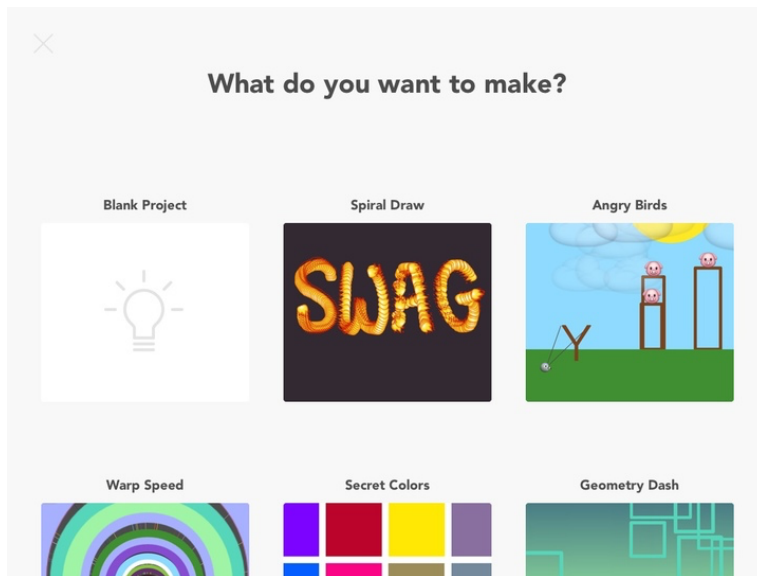 What do you want to make?
Blank Project
Spiral Draw
Angry Birds
SWAG
Warp Speed
Secret Colors
Geometry Dash